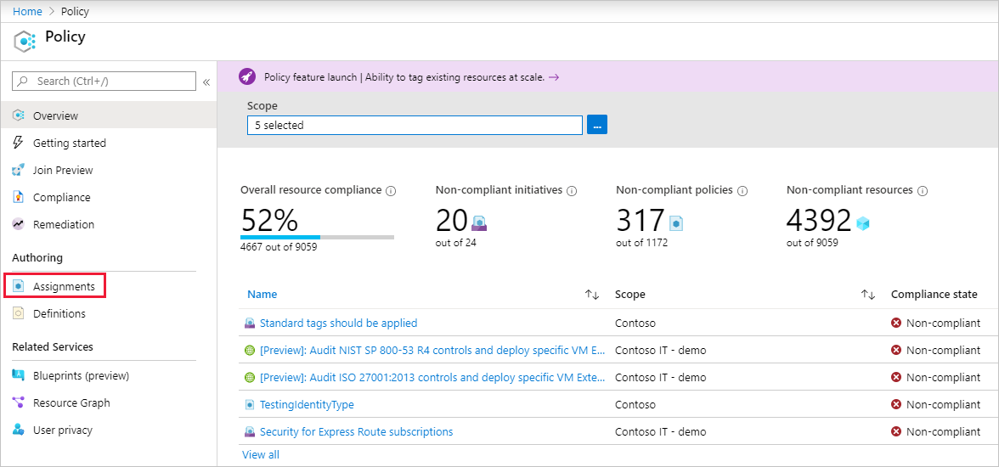 Home > Policy
Policy
Search (Ctrl+/) «
Overview
Getting started
Join Preview
Compliance
Remediation
Authoring
Assignments
Definitions
Related Services
Blueprints (preview)
Resource Graph
User privacy
Policy feature launch | Ability to tag existing resources at scale. →
Scope
5 selected ...
Overall resource compliance Non-compliant initiatives Non-compliant policies Non-compliant resources
52% 20 317 4392
4667 out of 9059 out of 24 out of 1172 out of 9059
Name Scope Compliance state
Standard tags should be applied Contoso Non-compliant
[Preview]: Audit NIST SP 800-53 R4 controls and deploy specific VM E... Contoso IT - demo Non-compliant
[Preview]: Audit ISO 27001:2013 controls and deploy specific VM Exte... Contoso IT - demo Non-compliant
TestingIdentityType Contoso Non-compliant
Security for Express Route subscriptions Contoso IT - demo Non-compliant
View all